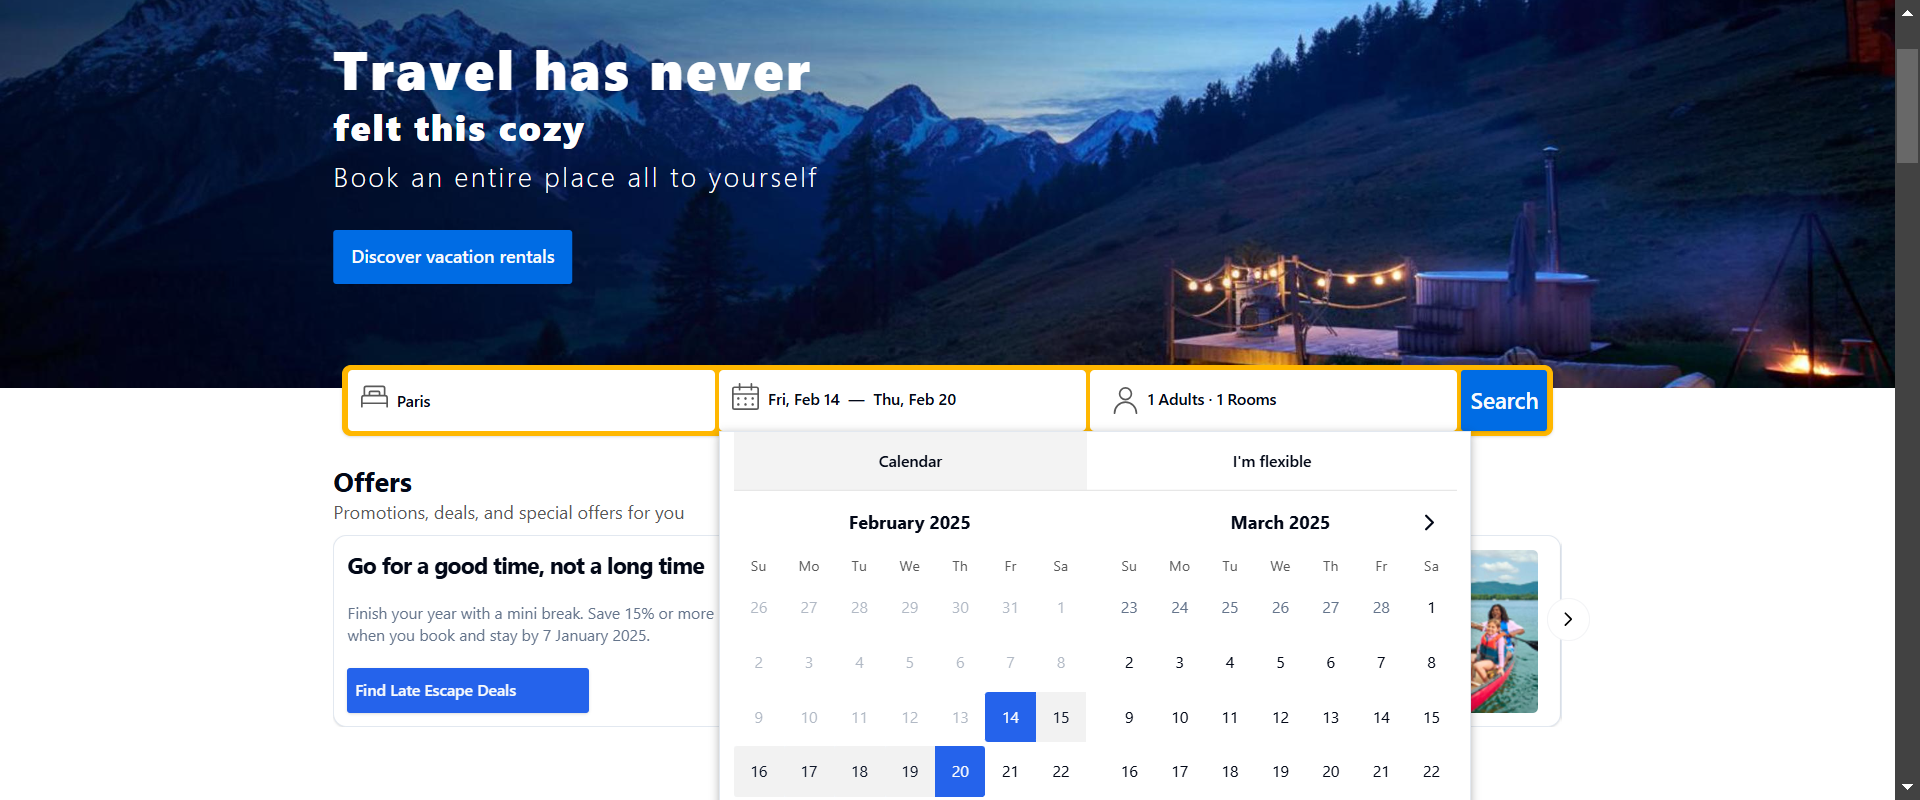 Travel has never
felt this cozy
Book an entire place all to yourself
Discover vacation rentals
Paris
Fri, Feb 14 — Thu, Feb 20
1 Adults · 1 Rooms
Search
Calendar
I'm flexible
Offers
Promotions, deals, and special offers for you
Go for a good time, not a long time
Finish your year with a mini break. Save 15% or more
when you book and stay by 7 January 2025.
Find Late Escape Deals
February 2025
Su Mo Tu We Th Fr Sa
26 27 28 29 30 31 1
2 3 4 5 6 7 8
9 10 11 12 13 14 15
16 17 18 19 20 21 22
March 2025
Su Mo Tu We Th Fr Sa
23 24 25 26 27 28 1
2 3 4 5 6 7 8
9 10 11 12 13 14 15
16 17 18 19 20 21 22